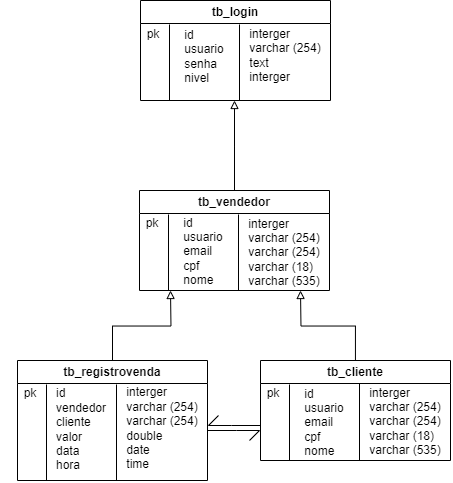 tb_login
pk id interger
usuario varchar (254)
senha text
nivel interger
tb_vendedor
pk id interger
usuario varchar (254)
email varchar (254)
cpf varchar (18)
nome varchar (535)
tb_registrovenda
pk id interger
vendedor varchar (254)
cliente varchar (254)
valor double
data date
hora time
tb_cliente
pk id interger
usuario varchar (254)
email varchar (254)
cpf varchar (18)
nome varchar (535)